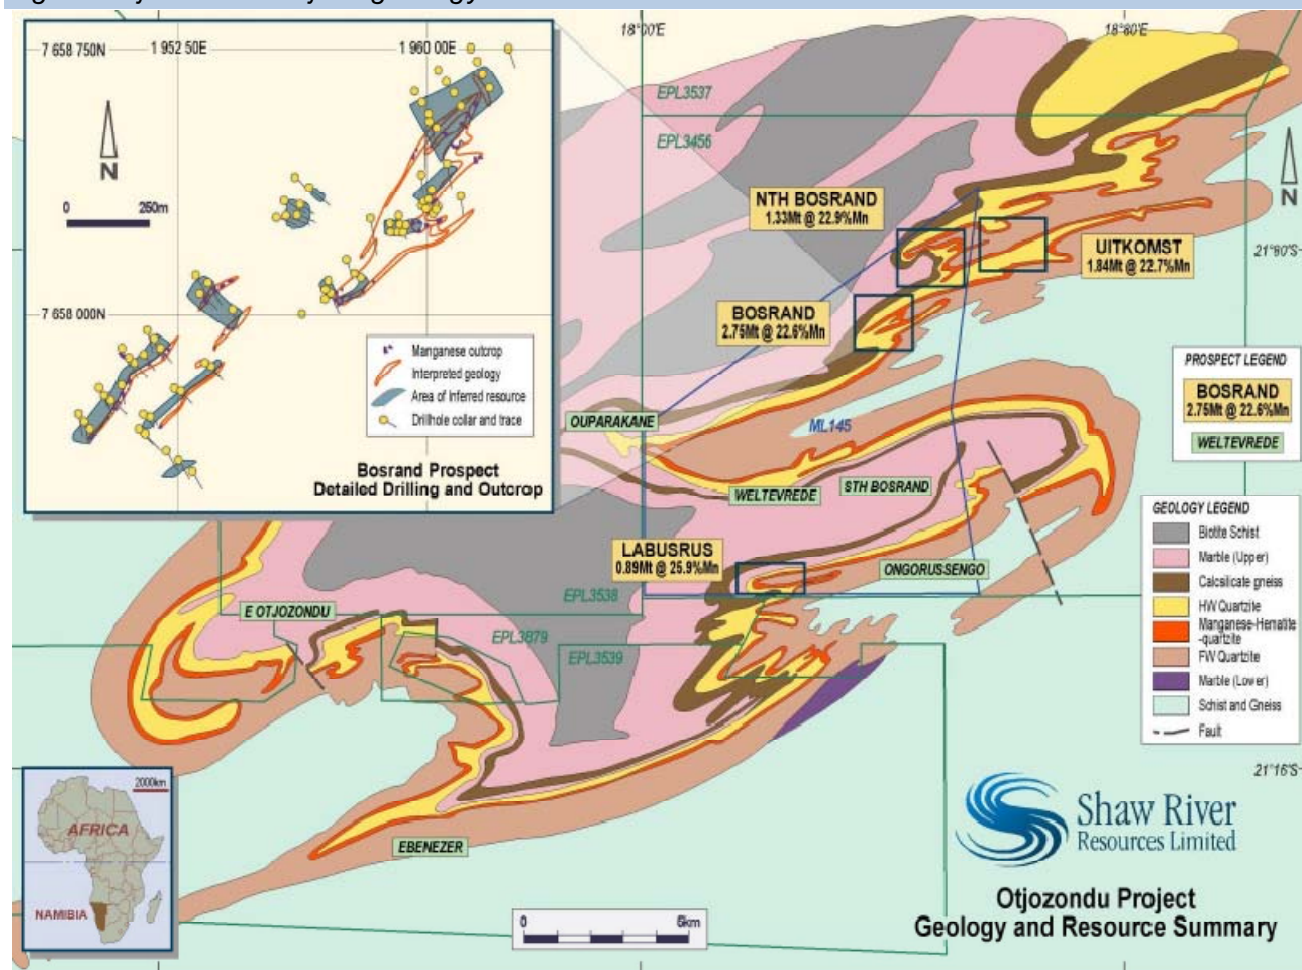 7 658 750N
1 952 50E
1 960 00E
N
0 250m
7 658 000N
Manganese outcrop
Interpreted geology
Area of Inferred resource
Drillhole collar and trace
Bosrand Prospect
Detailed Drilling and Outcrop
18°00'E
18°80'E
EPL3537
EPL3456
N
NTH BOSRAND
1.33Mt @ 22.9%Mn
UITKOMST
1.84Mt @ 22.7%Mn
21°80'S
BOSRAND
2.75Mt @ 22.6%Mn
OUPARAKANE
ML145
WELTEVREDE
STH BOSRAND
LABUSRUS
0.89Mt @ 25.9%Mn
ONGORUS-SENGO
EPL3538
E OTJOZONDU
EPL3879
EPL3539
EBENEZER
PROSPECT LEGEND
BOSRAND
2.75Mt @ 22.6%Mn
WELTEVREDE
GEOLOGY LEGEND
Biotite Schist
Marble (Upper)
Calcsilicate gneiss
HW Quartzite
Manganese-Hematite
-quartzite
FW Quartzite
Marble (Lower)
Schist and Gneiss
Fault
21°16'S
2000km
AFRICA
NAMIBIA
0 5km
Shaw River
Resources Limited
Otjozondu Project
Geology and Resource Summary